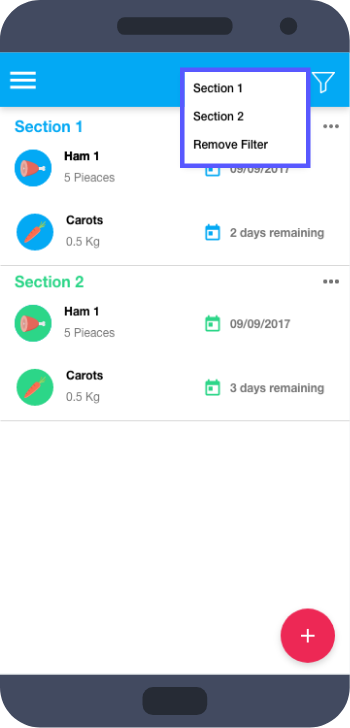 Section 1
Section 2
Remove Filter
Section 1
Ham 1
5 Pieaces
09/09/2017
Carots
0.5 Kg
2 days remaining
Section 2
Ham 1
5 Pieaces
09/09/2017
Carots
0.5 Kg
3 days remaining